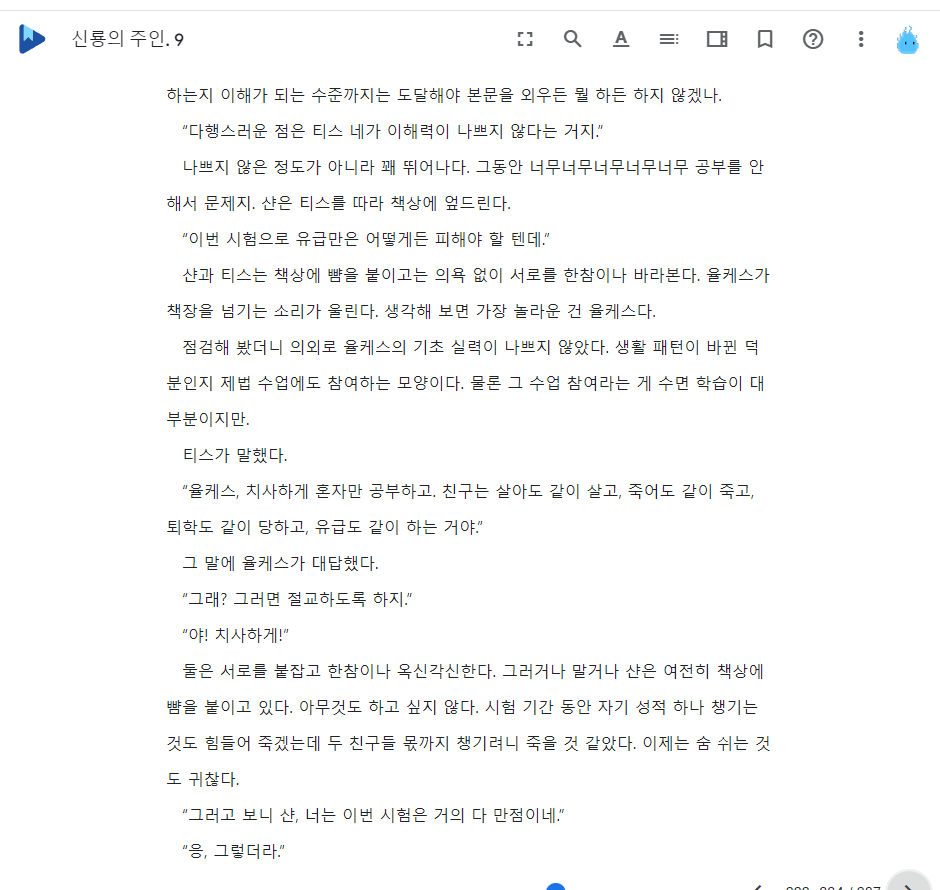 신룡의 주인. 9
하는지 이해가 되는 수준까지는 도달해야 본문을 외우든 뭘 하든 하지 않겠나.
“다행스러운 점은 티스 네가 이해력이 나쁘지 않다는 거지.”
나쁘지 않은 정도가 아니라 꽤 뛰어나다. 그동안 너무너무너무너무너무 공부를 안
해서 문제지. 샨은 티스를 따라 책상에 엎드린다.
“이번 시험으로 유급만은 어떻게든 피해야 할 텐데.”
샨과 티스는 책상에 뺨을 붙이고는 의욕 없이 서로를 한참이나 바라본다. 율케스가
책장을 넘기는 소리가 울린다. 생각해 보면 가장 놀라운 건 율케스다.
점검해 봤더니 의외로 율케스의 기초 실력이 나쁘지 않았다. 생활 패턴이 바뀐 덕
분인지 제법 수업에도 참여하는 모양이다. 물론 그 수업 참여라는 게 수면 학습이 대
부분이지만.
티스가 말했다.
“율케스, 치사하게 혼자만 공부하고. 친구는 살아도 같이 살고, 죽어도 같이 죽고,
퇴학도 같이 당하고, 유급도 같이 하는 거야.”
그 말에 율케스가 대답했다.
“그래? 그러면 절교하도록 하지.”
“야! 치사하게!”
둘은 서로를 붙잡고 한참이나 옥신각신한다. 그러거나 말거나 샨은 여전히 책상에
뺨을 붙이고 있다. 아무것도 하고 싶지 않다. 시험 기간 동안 자기 성적 하나 챙기는
것도 힘들어 죽겠는데 두 친구들 몫까지 챙기려니 죽을 것 같았다. 이제는 숨 쉬는 것
도 귀찮다.
“그러고 보니 샨, 너는 이번 시험은 거의 다 만점이네.”
“응, 그렇더라.”